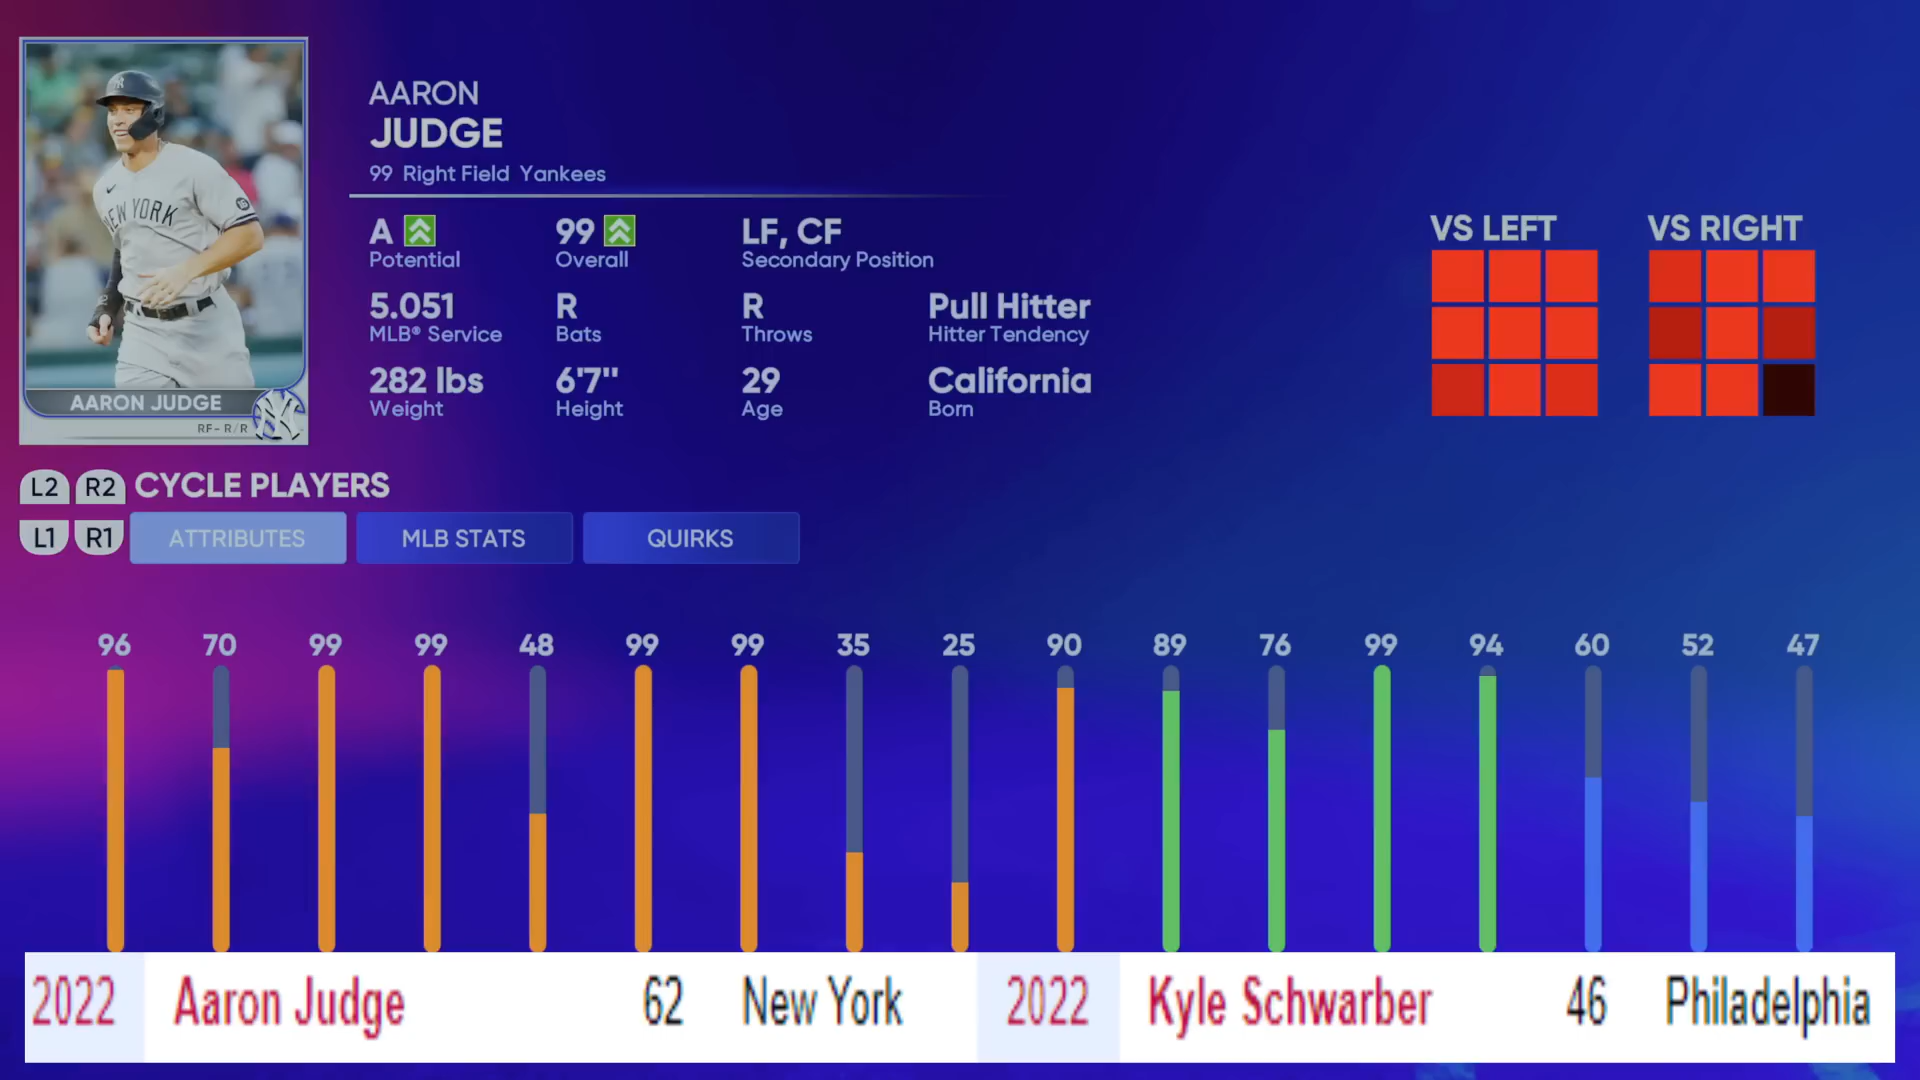 AARON
JUDGE
99 Right Field Yankees
A
Potential
99
Overall
LF, CF
Secondary Position
5.051
MLB® Service
R
Bats
R
Throws
Pull Hitter
Hitter Tendency
282 lbs
Weight
6'7"
Height
29
Age
California
Born
VS LEFT
VS RIGHT
NEW YORK
AARON JUDGE
RF- R/R
L2 R2 CYCLE PLAYERS
L1 R1 ATTRIBUTES MLB STATS QUIRKS
96 70 99 99 48 99 99 35 25 90 89 76 99 94 60 52 47
2022 Aaron Judge 62 New York 2022 Kyle Schwarber 46 Philadelphia